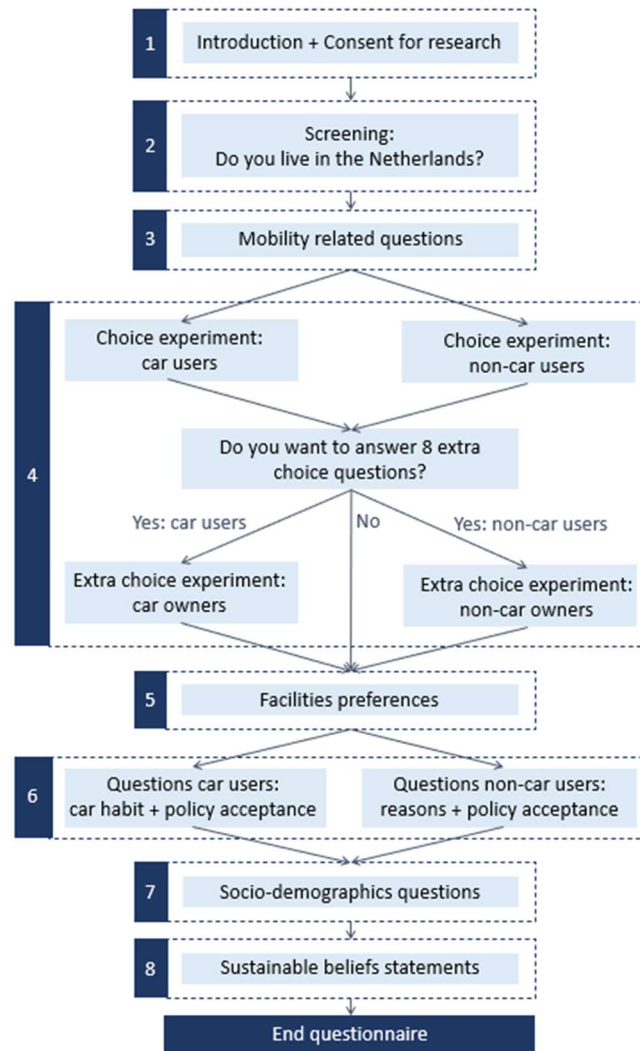 1
Introduction + Consent for research
2
Screening:
Do you live in the Netherlands?
3
Mobility related questions
4
Choice experiment:
car users
Choice experiment:
non-car users
Do you want to answer 8 extra
choice questions?
Yes: car users
No
Yes: non-car users
Extra choice experiment:
car owners
Extra choice experiment:
non-car owners
5
Facilities preferences
6
Questions car users:
car habit + policy acceptance
Questions non-car users:
reasons + policy acceptance
7
Socio-demographics questions
8
Sustainable beliefs statements
End questionnaire